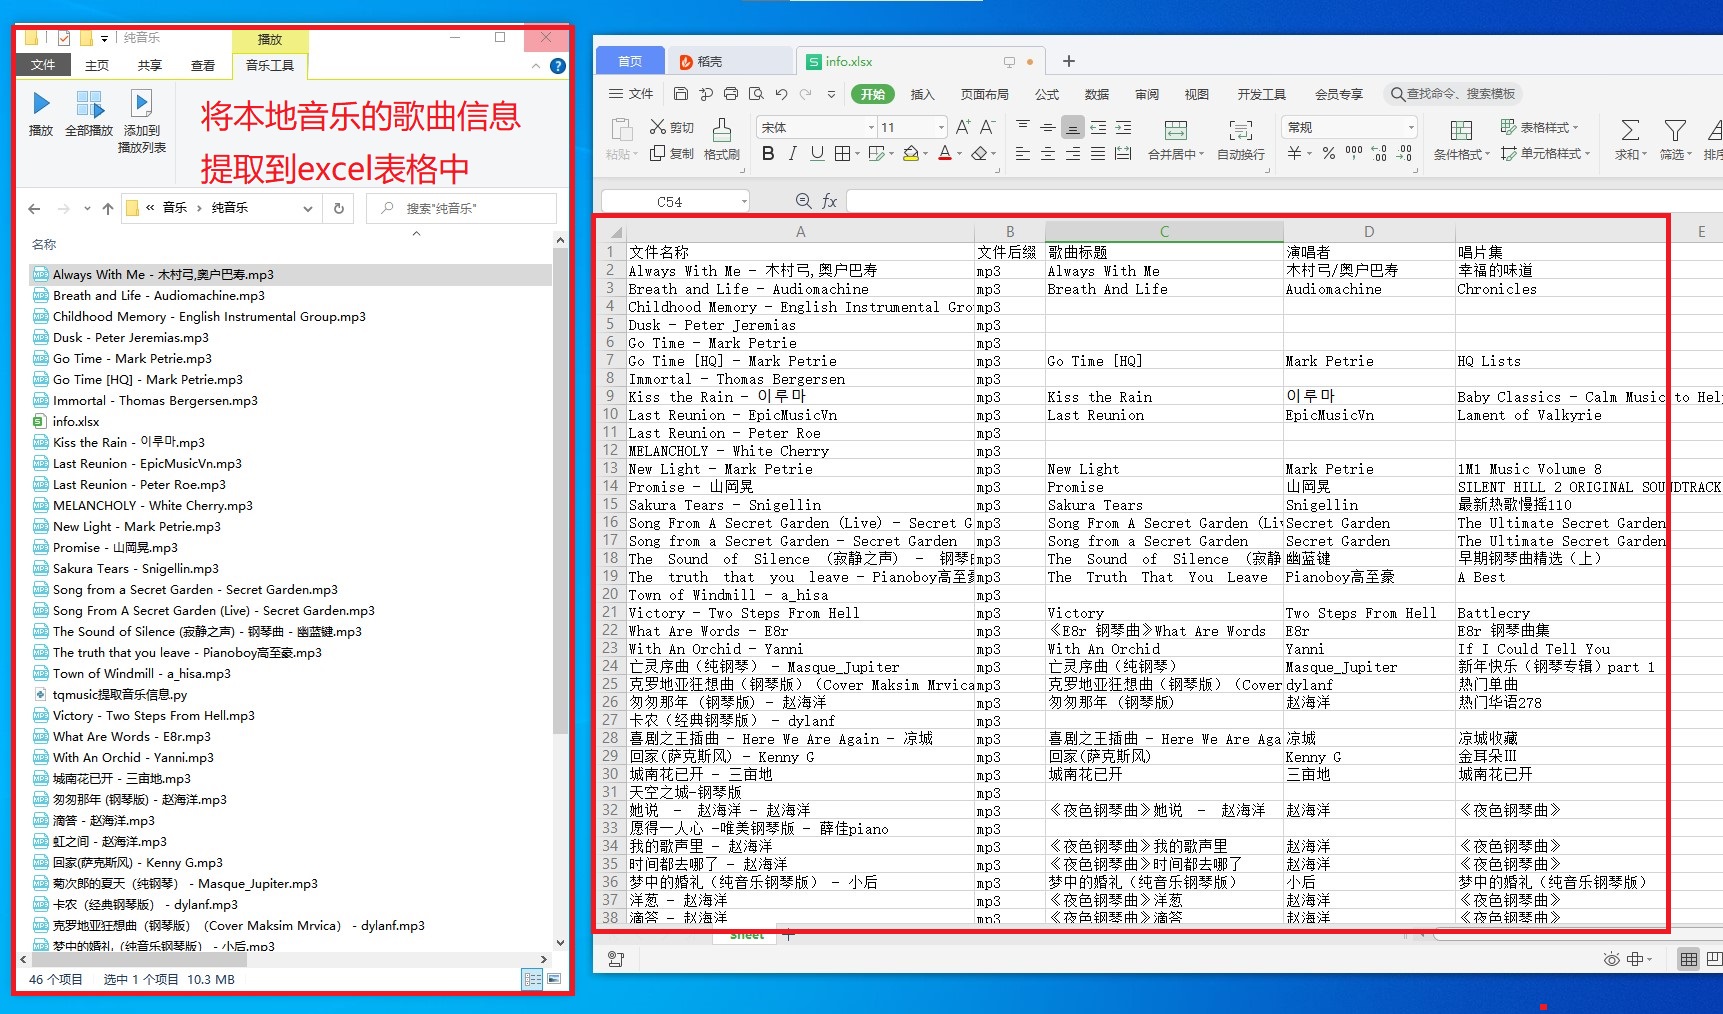 纯音乐
播放
文件
主页
共享
查看
音乐工具
播放
全部播放
添加到
播放列表
将本地音乐的歌曲信息
提取到excel表格中
« 音乐 › 纯音乐
搜索"纯音乐"
名称
Always With Me - 木村弓,奥户巴寿.mp3
Breath and Life - Audiomachine.mp3
Childhood Memory - English Instrumental Group.mp3
Dusk - Peter Jeremias.mp3
Go Time - Mark Petrie.mp3
Go Time [HQ] - Mark Petrie.mp3
Immortal - Thomas Bergersen.mp3
info.xlsx
Kiss the Rain - 이루마.mp3
Last Reunion - EpicMusicVn.mp3
Last Reunion - Peter Roe.mp3
MELANCHOLY - White Cherry.mp3
New Light - Mark Petrie.mp3
Promise - 山岡晃.mp3
Sakura Tears - Snigellin.mp3
Song from a Secret Garden - Secret Garden.mp3
Song From A Secret Garden (Live) - Secret Garden.mp3
The Sound of Silence (寂静之声) - 钢琴曲 - 幽蓝键.mp3
The truth that you leave - Pianoboy高至豪.mp3
Town of Windmill - a_hisa.mp3
tqmusic提取音乐信息.py
Victory - Two Steps From Hell.mp3
What Are Words - E8r.mp3
With An Orchid - Yanni.mp3
城南花已开 - 三亩地.mp3
匆匆那年 (钢琴版) - 赵海洋.mp3
滴答 - 赵海洋.mp3
虹之间 - 赵海洋.mp3
回家(萨克斯风) - Kenny G.mp3
菊次郎的夏天（纯钢琴） - Masque_Jupiter.mp3
卡农（经典钢琴版） - dylanf.mp3
克罗地亚狂想曲（钢琴版）（Cover Maksim Mrvica） - dylanf.mp3
梦中的婚礼（纯音乐钢琴版） - 小后.mp3
46 个项目 选中 1 个项目 10.3 MB
首页
稻壳
info.xlsx
文件
开始
插入
页面布局
公式
数据
审阅
视图
开发工具
会员专享
查找命令、搜索模板
粘贴
剪切
复制
格式刷
宋体
11
合并居中
自动换行
常规
条件格式
表格样式
单元格样式
求和
筛选
C54
fx
A B C D E
1 文件名称 文件后缀 歌曲标题 演唱者 唱片集
2 Always With Me - 木村弓,奥户巴寿 mp3 Always With Me 木村弓/奥户巴寿 幸福的味道
3 Breath and Life - Audiomachine mp3 Breath And Life Audiomachine Chronicles
4 Childhood Memory - English Instrumental Gro mp3
5 Dusk - Peter Jeremias mp3
6 Go Time - Mark Petrie mp3
7 Go Time [HQ] - Mark Petrie mp3 Go Time [HQ] Mark Petrie HQ Lists
8 Immortal - Thomas Bergersen mp3
9 Kiss the Rain - 이루마 mp3 Kiss the Rain 이루마 Baby Classics - Calm Music to Hel
10 Last Reunion - EpicMusicVn mp3 Last Reunion EpicMusicVn Lament of Valkyrie
11 Last Reunion - Peter Roe mp3
12 MELANCHOLY - White Cherry mp3
13 New Light - Mark Petrie mp3 New Light Mark Petrie 1M1 Music Volume 8
14 Promise - 山岡晃 mp3 Promise 山岡晃 SILENT HILL 2 ORIGINAL SOUNDTRACK
15 Sakura Tears - Snigellin mp3 Sakura Tears Snigellin 最新热歌慢摇110
16 Song From A Secret Garden (Live) - Secret G mp3 Song From A Secret Garden (Liv Secret Garden The Ultimate Secret Garden
17 Song from a Secret Garden - Secret Garden mp3 Song from a Secret Garden Secret Garden The Ultimate Secret Garden
18 The Sound of Silence (寂静之声) - 钢琴曲 mp3 The Sound of Silence (寂静 幽蓝键 早期钢琴曲精选（上）
19 The truth that you leave - Pianoboy高至豪 mp3 The Truth That You Leave Pianoboy高至豪 A Best
20 Town of Windmill - a_hisa mp3
21 Victory - Two Steps From Hell mp3 Victory Two Steps From Hell Battlecry
22 What Are Words - E8r mp3 《E8r 钢琴曲》What Are Words E8r E8r 钢琴曲集
23 With An Orchid - Yanni mp3 With An Orchid Yanni If I Could Tell You
24 亡灵序曲（纯钢琴） - Masque_Jupiter mp3 亡灵序曲（纯钢琴） Masque_Jupiter 新年快乐（钢琴专辑）part 1
25 克罗地亚狂想曲（钢琴版）（Cover Maksim Mrvica mp3 克罗地亚狂想曲（钢琴版）（Cover dylanf 热门单曲
26 匆匆那年 (钢琴版) - 赵海洋 mp3 匆匆那年 (钢琴版) 赵海洋 热门华语278
27 卡农（经典钢琴版） - dylanf mp3
28 喜剧之王插曲 - Here We Are Again - 凉城 mp3 喜剧之王插曲 - Here We Are Aga 凉城 凉城收藏
29 回家(萨克斯风) - Kenny G mp3 回家(萨克斯风) Kenny G 金耳朵Ⅲ
30 城南花已开 - 三亩地 mp3 城南花已开 三亩地 城南花已开
31 天空之城-钢琴版 mp3
32 她说 - 赵海洋 - 赵海洋 mp3 《夜色钢琴曲》她说 - 赵海洋 赵海洋 《夜色钢琴曲》
33 愿得一人心 -唯美钢琴版 - 薛佳piano mp3
34 我的歌声里 - 赵海洋 mp3 《夜色钢琴曲》我的歌声里 赵海洋 《夜色钢琴曲》
35 时间都去哪了 - 赵海洋 mp3 《夜色钢琴曲》时间都去哪了 赵海洋 《夜色钢琴曲》
36 梦中的婚礼（纯音乐钢琴版） - 小后 mp3 梦中的婚礼（纯音乐钢琴版） 小后 梦中的婚礼（纯音乐钢琴版）
37 洋葱 - 赵海洋 mp3 《夜色钢琴曲》洋葱 赵海洋 《夜色钢琴曲》
38 滴答 - 赵海洋 mp3 《夜色钢琴曲》滴答 赵海洋 《夜色钢琴曲》
sheet